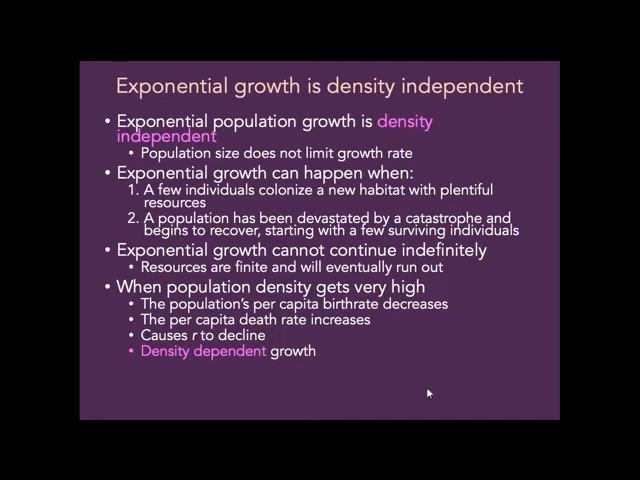 Exponential growth is density independent
• Exponential population growth is density
independent
• Population size does not limit growth rate
• Exponential growth can happen when:
1. A few individuals colonize a new habitat with plentiful
resources
2. A population has been devastated by a catastrophe and
begins to recover, starting with a few surviving individuals
• Exponential growth cannot continue indefinitely
• Resources are finite and will eventually run out
• When population density gets very high
• The population's per capita birthrate decreases
• The per capita death rate increases
• Causes r to decline
• Density dependent growth